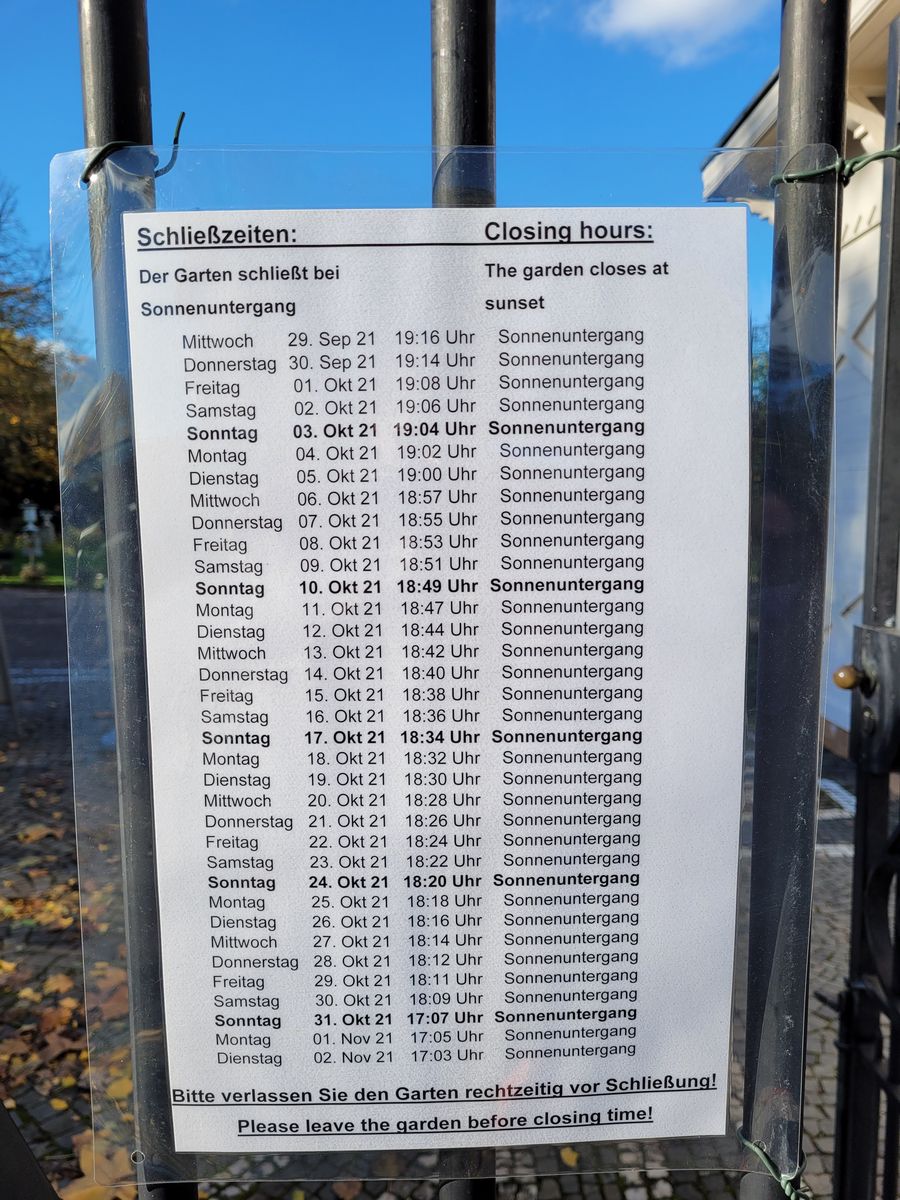 Schließzeiten: Closing hours:
Der Garten schließt bei The garden closes at
Sonnenuntergang sunset
Mittwoch 29. Sep 21 19:16 Uhr Sonnenuntergang
Donnerstag 30. Sep 21 19:14 Uhr Sonnenuntergang
Freitag 01. Okt 21 19:08 Uhr Sonnenuntergang
Samstag 02. Okt 21 19:06 Uhr Sonnenuntergang
Sonntag 03. Okt 21 19:04 Uhr Sonnenuntergang
Montag 04. Okt 21 19:02 Uhr Sonnenuntergang
Dienstag 05. Okt 21 19:00 Uhr Sonnenuntergang
Mittwoch 06. Okt 21 18:57 Uhr Sonnenuntergang
Donnerstag 07. Okt 21 18:55 Uhr Sonnenuntergang
Freitag 08. Okt 21 18:53 Uhr Sonnenuntergang
Samstag 09. Okt 21 18:51 Uhr Sonnenuntergang
Sonntag 10. Okt 21 18:49 Uhr Sonnenuntergang
Montag 11. Okt 21 18:47 Uhr Sonnenuntergang
Dienstag 12. Okt 21 18:44 Uhr Sonnenuntergang
Mittwoch 13. Okt 21 18:42 Uhr Sonnenuntergang
Donnerstag 14. Okt 21 18:40 Uhr Sonnenuntergang
Freitag 15. Okt 21 18:38 Uhr Sonnenuntergang
Samstag 16. Okt 21 18:36 Uhr Sonnenuntergang
Sonntag 17. Okt 21 18:34 Uhr Sonnenuntergang
Montag 18. Okt 21 18:32 Uhr Sonnenuntergang
Dienstag 19. Okt 21 18:30 Uhr Sonnenuntergang
Mittwoch 20. Okt 21 18:28 Uhr Sonnenuntergang
Donnerstag 21. Okt 21 18:26 Uhr Sonnenuntergang
Freitag 22. Okt 21 18:24 Uhr Sonnenuntergang
Samstag 23. Okt 21 18:22 Uhr Sonnenuntergang
Sonntag 24. Okt 21 18:20 Uhr Sonnenuntergang
Montag 25. Okt 21 18:18 Uhr Sonnenuntergang
Dienstag 26. Okt 21 18:16 Uhr Sonnenuntergang
Mittwoch 27. Okt 21 18:14 Uhr Sonnenuntergang
Donnerstag 28. Okt 21 18:12 Uhr Sonnenuntergang
Freitag 29. Okt 21 18:11 Uhr Sonnenuntergang
Samstag 30. Okt 21 18:09 Uhr Sonnenuntergang
Sonntag 31. Okt 21 17:07 Uhr Sonnenuntergang
Montag 01. Nov 21 17:05 Uhr Sonnenuntergang
Dienstag 02. Nov 21 17:03 Uhr Sonnenuntergang
Bitte verlassen Sie den Garten rechtzeitig vor Schließung!
Please leave the garden before closing time!